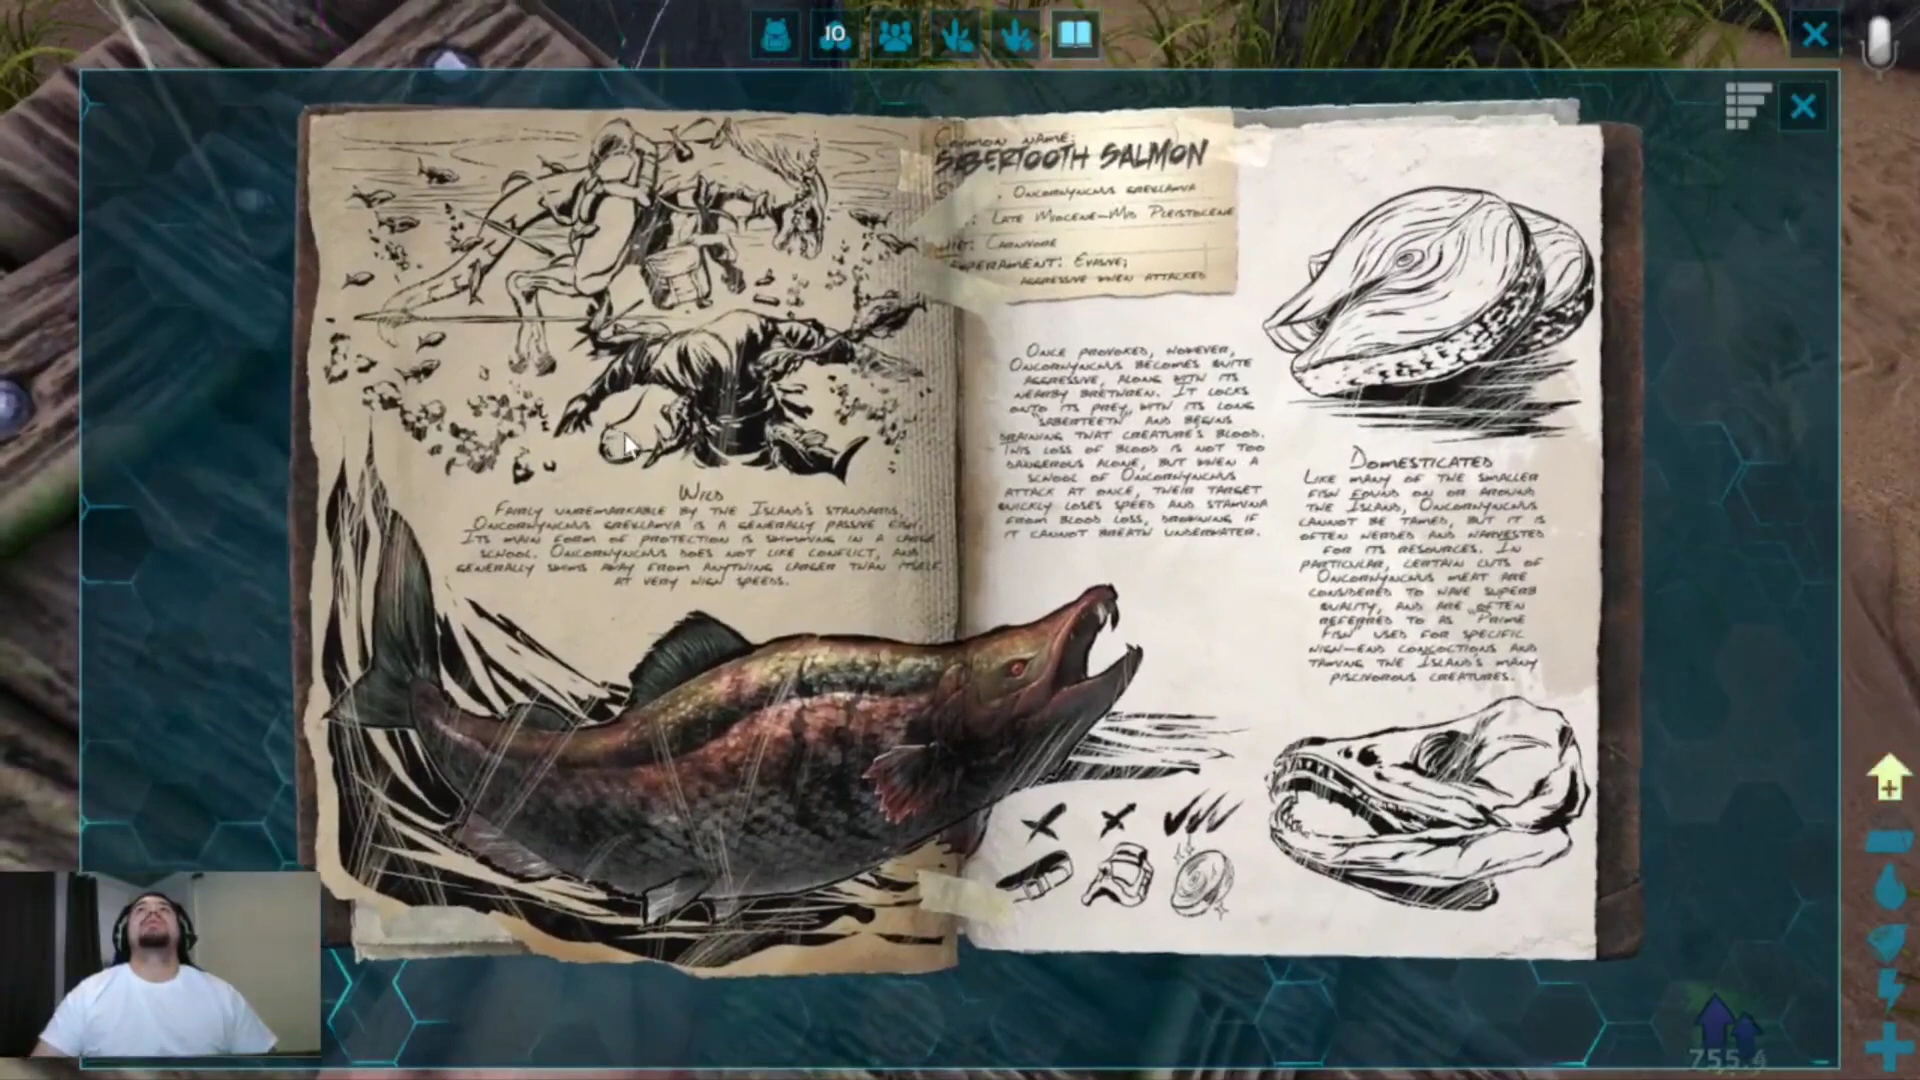 JO
Common Name:
Sabertooth Salmon
Oncorhynchus grexlamia
Late Miocene-Mid Pleistocene
Diet: Carnivore
Temperament: Evasive;
aggressive when attacked
Wild
Fairly unremarkable by the Island's standards,
Oncorhynchus grexlamia is a generally passive fish.
Its main form of protection is swimming in a large
school. Oncorhynchus does not like conflict, and
generally swims away from anything larger than itself
at very high speeds.
Once provoked, however,
Oncorhynchus becomes quite
aggressive, along with its
nearby brethren. It locks
onto its prey, with its long
"saberteeth" and begins
draining that creature's blood.
This loss of blood is not too
dangerous alone, but when a
school of Oncorhynchus
attack at once, their target
quickly loses speed and stamina
from blood loss, drowning if
it cannot breath underwater.
Domesticated
Like many of the smaller
fish found on or around
the Island, Oncorhynchus
cannot be tamed, but it is
often herded and harvested
for its resources. In
particular, certain cuts of
Oncorhynchus meat are
considered to have superb
quality, and are often
referred to as "Prime
Fish" used for specific
high-end concoctions and
taming the Island's many
piscivorous creatures.
755.4